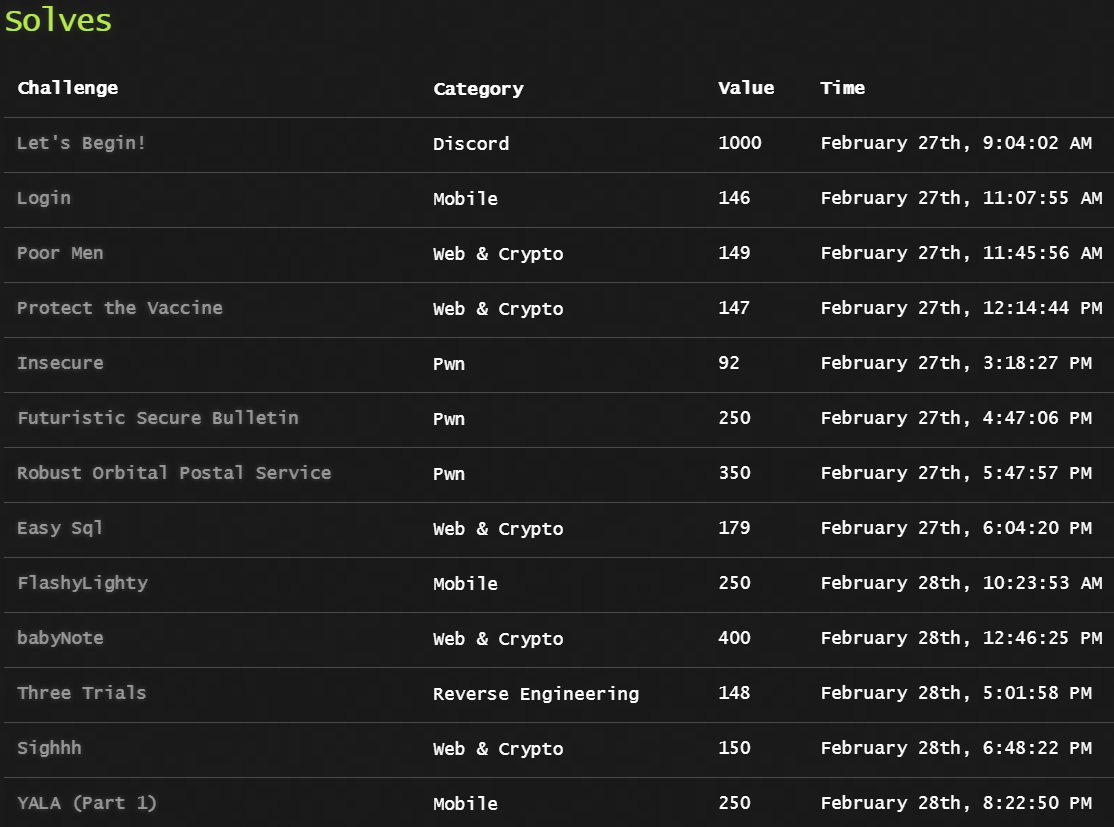 Solves
Challenge Category Value Time
Let's Begin! Discord 1000 February 27th, 9:04:02 AM
Login Mobile 146 February 27th, 11:07:55 AM
Poor Men Web & Crypto 149 February 27th, 11:45:56 AM
Protect the Vaccine Web & Crypto 147 February 27th, 12:14:44 PM
Insecure Pwn 92 February 27th, 3:18:27 PM
Futuristic Secure Bulletin Pwn 250 February 27th, 4:47:06 PM
Robust Orbital Postal Service Pwn 350 February 27th, 5:47:57 PM
Easy Sql Web & Crypto 179 February 27th, 6:04:20 PM
FlashyLighty Mobile 250 February 28th, 10:23:53 AM
babyNote Web & Crypto 400 February 28th, 12:46:25 PM
Three Trials Reverse Engineering 148 February 28th, 5:01:58 PM
Sighhh Web & Crypto 150 February 28th, 6:48:22 PM
YALA (Part 1) Mobile 250 February 28th, 8:22:50 PM